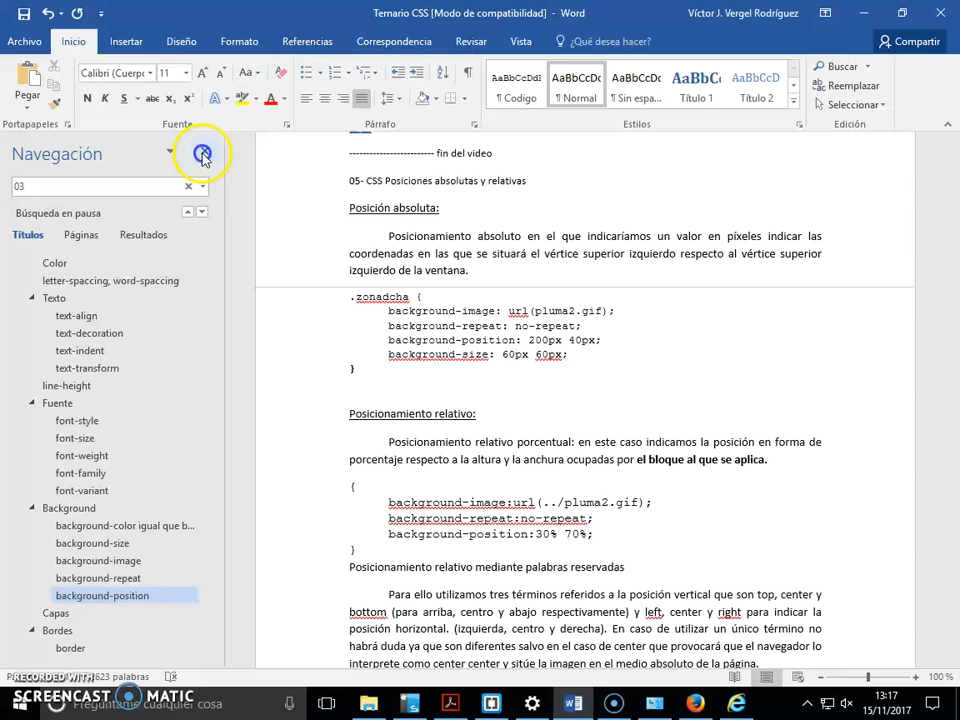 Temario CSS [Modo de compatibilidad] - Word
Víctor J. Vergel Rodríguez
Archivo Inicio Insertar Diseño Formato Referencias Correspondencia Revisar Vista ¿Qué desea hacer? Compartir
Pegar
Calibri (Cuerpo 11
N K S abc x₂ x²
AaBbCcDdI AaBbCcDc AaBbCcDc AaBbCc AaBbCcD
¶ Codigo ¶ Normal ¶ Sin espa... Título 1 Título 2
Buscar
Reemplazar
Seleccionar
Portapapeles Fuente Párrafo Estilos Edición
Navegación
03
Búsqueda en pausa
Títulos Páginas Resultados
Color
letter-spaccing, word-spaccing
Texto
text-align
text-decoration
text-indent
text-transform
line-height
Fuente
font-style
font-size
font-weight
font-family
font-variant
Background
background-color igual que b...
background-size
background-image
background-repeat
background-position
Capas
Bordes
border
------------------------- fin del video
05- CSS Posiciones absolutas y relativas
Posición absoluta:
Posicionamiento absoluto en el que indicaríamos un valor en píxeles indicar las
coordenadas en las que se situará el vértice superior izquierdo respecto al vértice superior
izquierdo de la ventana.
.zonadcha {
background-image: url(pluma2.gif);
background-repeat: no-repeat;
background-position: 200px 40px;
background-size: 60px 60px;
}
Posicionamiento relativo:
Posicionamiento relativo porcentual: en este caso indicamos la posición en forma de
porcentaje respecto a la altura y la anchura ocupadas por el bloque al que se aplica.
{
background-image:url(../pluma2.gif);
background-repeat:no-repeat;
background-position:30% 70%;
}
Posicionamiento relativo mediante palabras reservadas
Para ello utilizamos tres términos referidos a la posición vertical que son top, center y
bottom (para arriba, centro y abajo respectivamente) y left, center y right para indicar la
posición horizontal. (izquierda, centro y derecha). En caso de utilizar un único término no
habrá duda ya que son diferentes salvo en el caso de center que provocará que el navegador lo
interprete como center center y sitúe la imagen en el medio absoluto de la página.
623 palabras
100 %
RECORDED WITH
SCREENCAST MATIC
Pregúntame cualquier cosa
13:17
15/11/2017